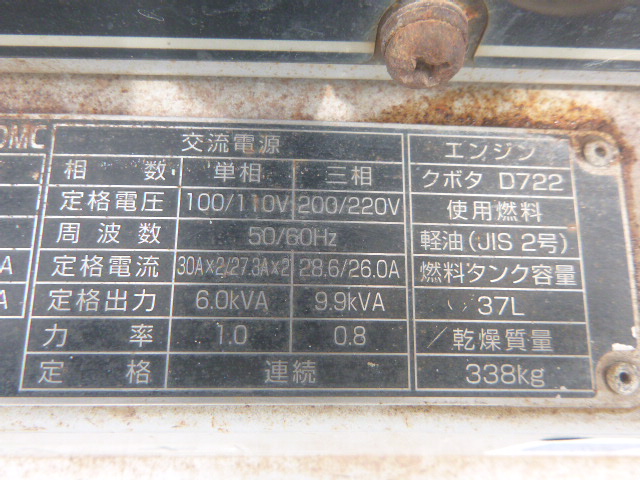 DMC
交流電源
相 数 単相 三相
定格電圧 100/110V 200/220V
周波数 50/60Hz
A 定格電流 30A×2/27.3A×2 28.6/26.0A
A 定格出力 6.0kVA 9.9kVA
力 率 1.0 0.8
定 格 連続
エンジン
クボタ D722
使用燃料
軽油(JIS 2号)
燃料タンク容量
37L
乾燥質量
338kg